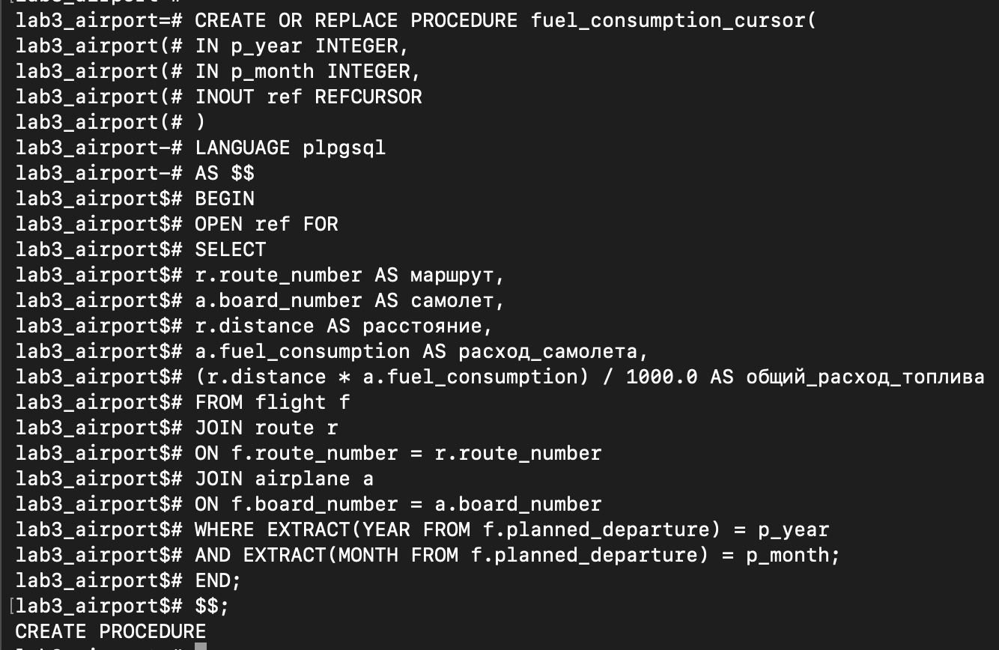 lab3_airport=# CREATE OR REPLACE PROCEDURE fuel_consumption_cursor(
lab3_airport(# IN p_year INTEGER,
lab3_airport(# IN p_month INTEGER,
lab3_airport(# INOUT ref REFCURSOR
lab3_airport(# )
lab3_airport-# LANGUAGE plpgsql
lab3_airport-# AS $$
lab3_airport$# BEGIN
lab3_airport$# OPEN ref FOR
lab3_airport$# SELECT
lab3_airport$# r.route_number AS маршрут,
lab3_airport$# a.board_number AS самолет,
lab3_airport$# r.distance AS расстояние,
lab3_airport$# a.fuel_consumption AS расход_самолета,
lab3_airport$# (r.distance * a.fuel_consumption) / 1000.0 AS общий_расход_топлива
lab3_airport$# FROM flight f
lab3_airport$# JOIN route r
lab3_airport$# ON f.route_number = r.route_number
lab3_airport$# JOIN airplane a
lab3_airport$# ON f.board_number = a.board_number
lab3_airport$# WHERE EXTRACT(YEAR FROM f.planned_departure) = p_year
lab3_airport$# AND EXTRACT(MONTH FROM f.planned_departure) = p_month;
lab3_airport$# END;
[lab3_airport$# $$;
CREATE PROCEDURE